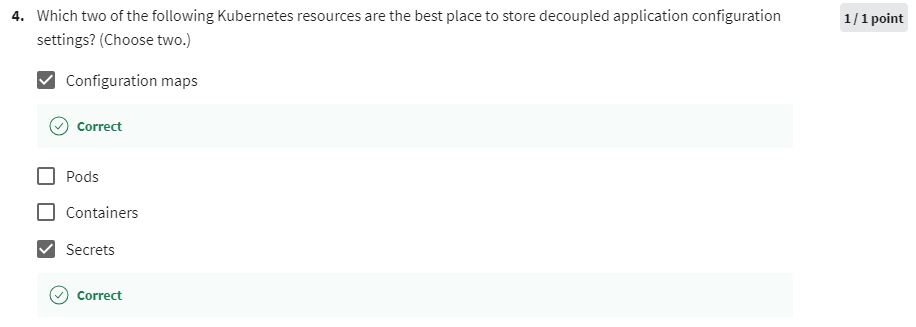 4. Which two of the following Kubernetes resources are the best place to store decoupled application configuration
settings? (Choose two.)
1 / 1 point
Configuration maps
Correct
Pods
Containers
Secrets
Correct